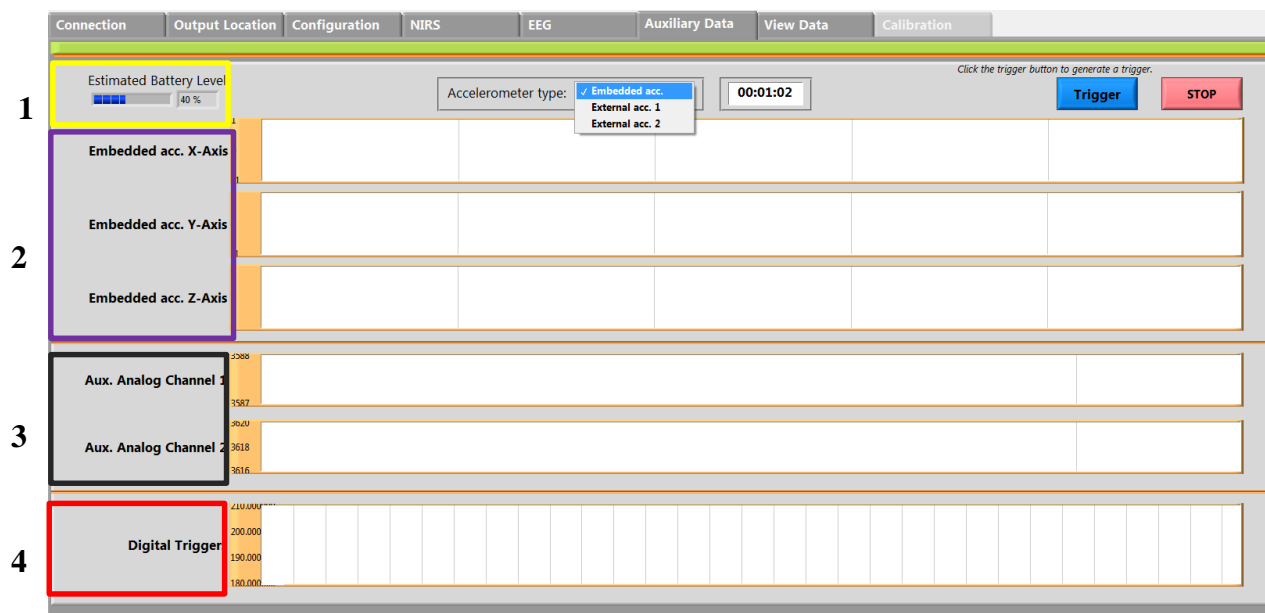 Connection Output Location Configuration NIRS EEG Auxiliary Data View Data Calibration
Click the trigger button to generate a trigger.
Estimated Battery Level
40 %
Accelerometer type:
✓ Embedded acc.
External acc. 1
External acc. 2
00:01:02
Trigger
STOP
1
Embedded acc. X-Axis
2
Embedded acc. Y-Axis
Embedded acc. Z-Axis
3
Aux. Analog Channel 1
3588
3587
Aux. Analog Channel 2
3620
3618
3616
4
Digital Trigger
210.000
200.000
190.000
180.000